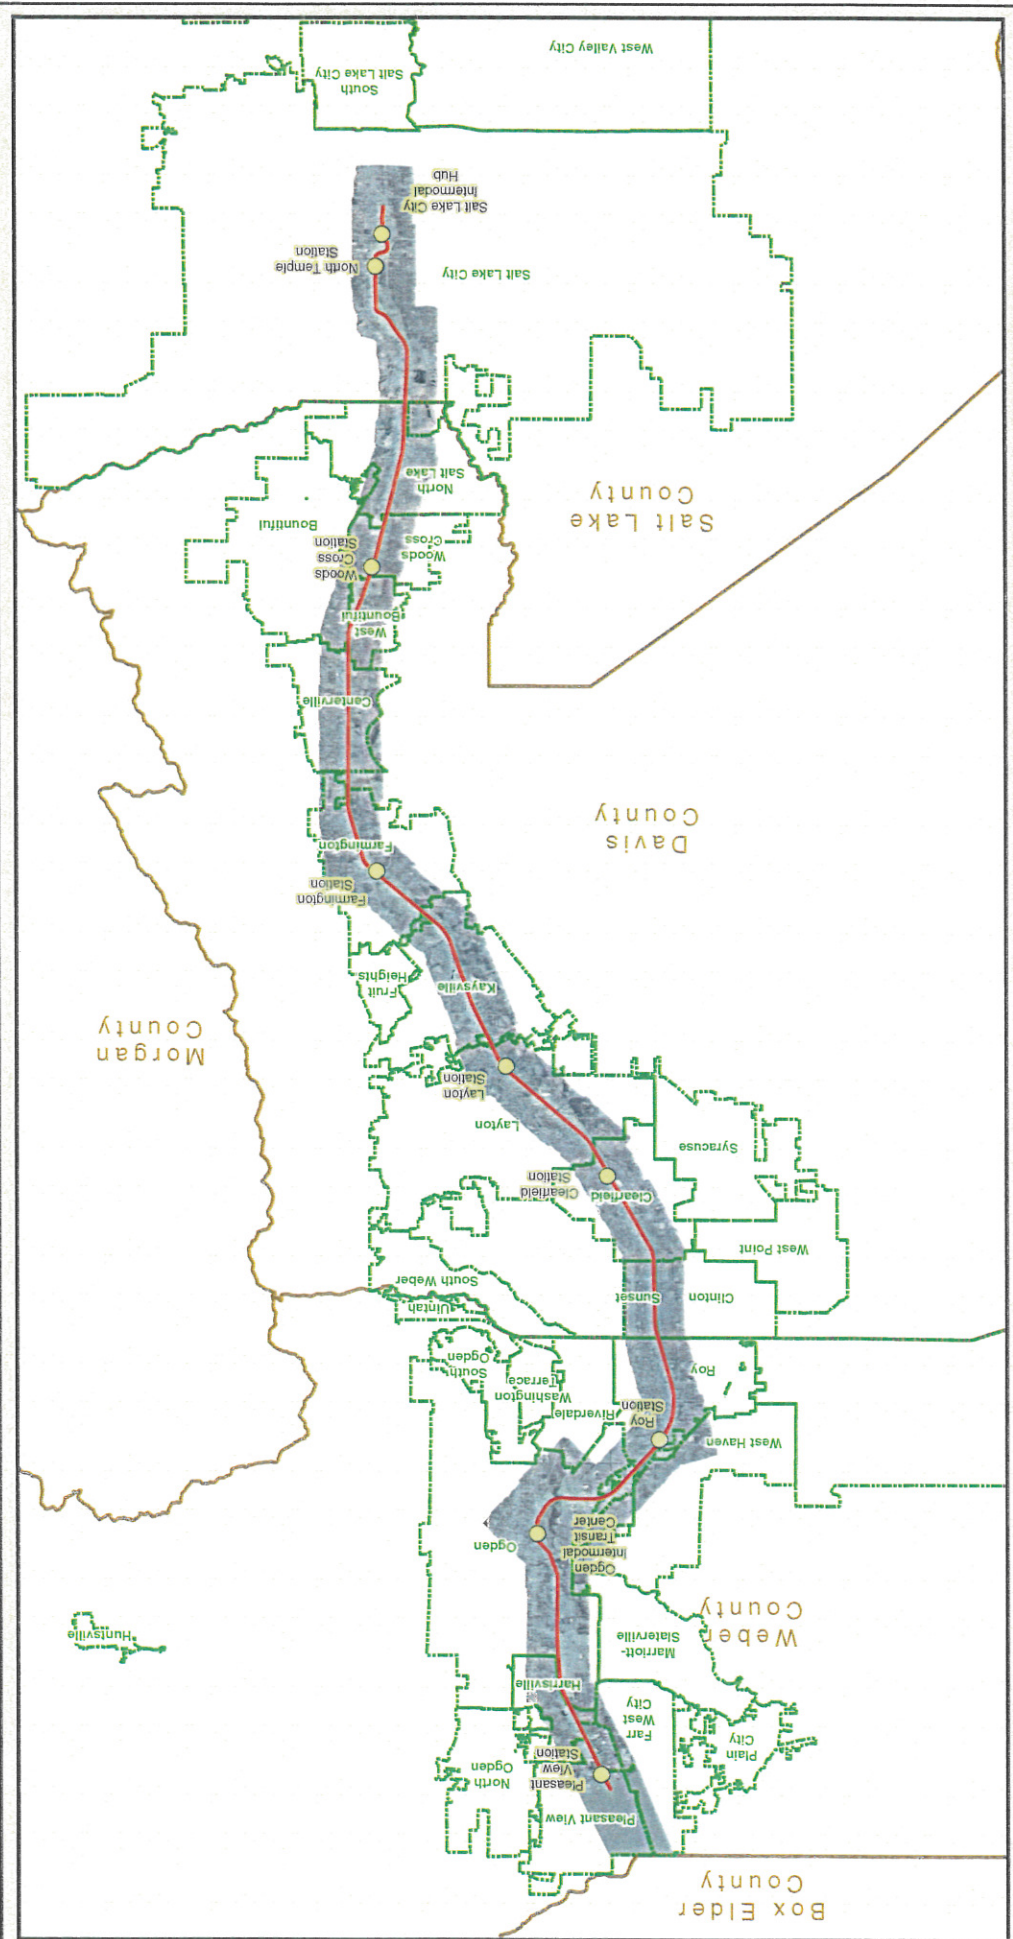 Box Elder
County
Pleasant View
Pleasant
View
Station
North
Ogden
Plain
City
Farr
West
City
Harrisville
Marriott-
Slaterville
Huntsville
Weber
County
Ogden
Intermodal
Transit
Center
Ogden
West Haven
Roy
Station
Riverdale
Washington
Terrace
South
Ogden
Roy
Uintah
South Weber
Clinton
Sunset
West Point
Clearfield
Clearfield
Station
Syracuse
Layton
Layton
Station
Morgan
County
Kaysville
Fruit
Heights
Farmington
Station
Farmington
Davis
County
Centerville
West
Bountiful
Woods
Cross
Station
Woods
Cross
Bountiful
Salt Lake
County
North
Salt Lake
Salt Lake City
North Temple
Station
Salt Lake City
Intermodal
Hub
South
Salt Lake City
West Valley City